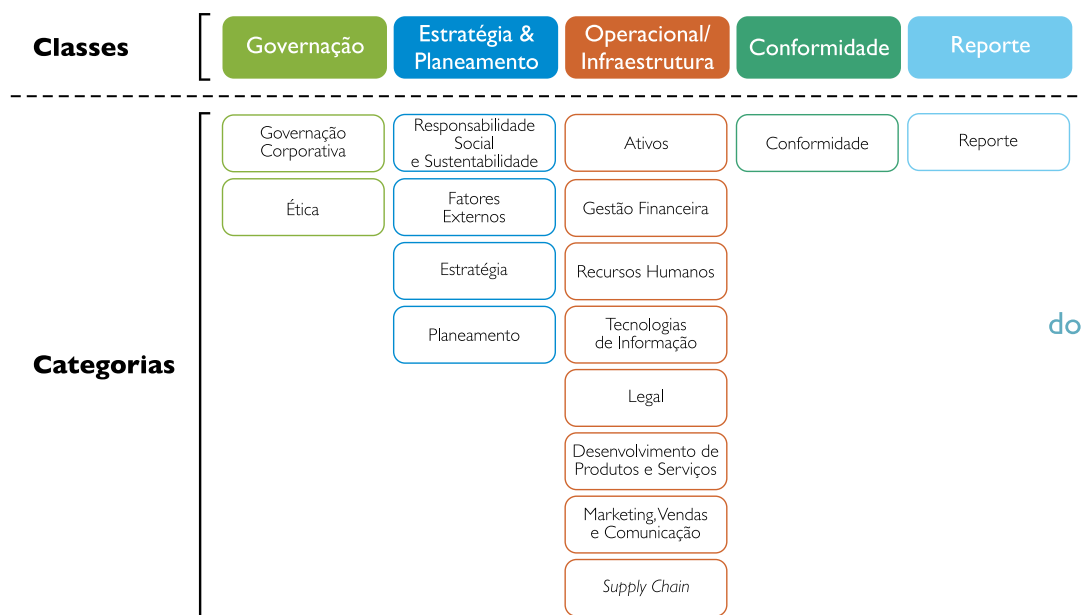 Classes
Governação
Estratégia &
Planeamento
Operacional/
Infraestrutura
Conformidade
Reporte
Categorias
Governação
Corporativa
Ética
Responsabilidade
Social
e Sustentabilidade
Fatores
Externos
Estratégia
Planeamento
Ativos
Gestão Financeira
Recursos Humanos
Tecnologias
de Informação
Legal
Desenvolvimento de
Produtos e Serviços
Marketing, Vendas
e Comunicação
Supply Chain
Conformidade
Reporte
do